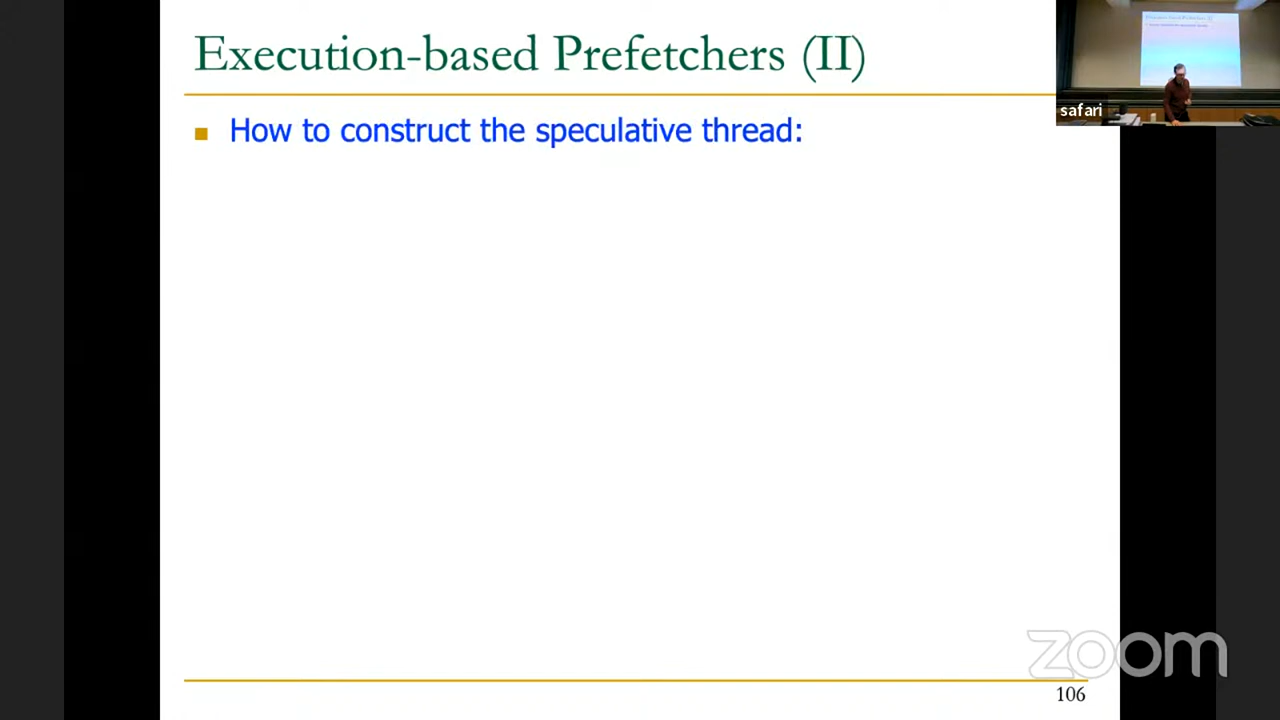 Execution-based Prefetchers (II)
safari
How to construct the speculative thread:
zoom
106